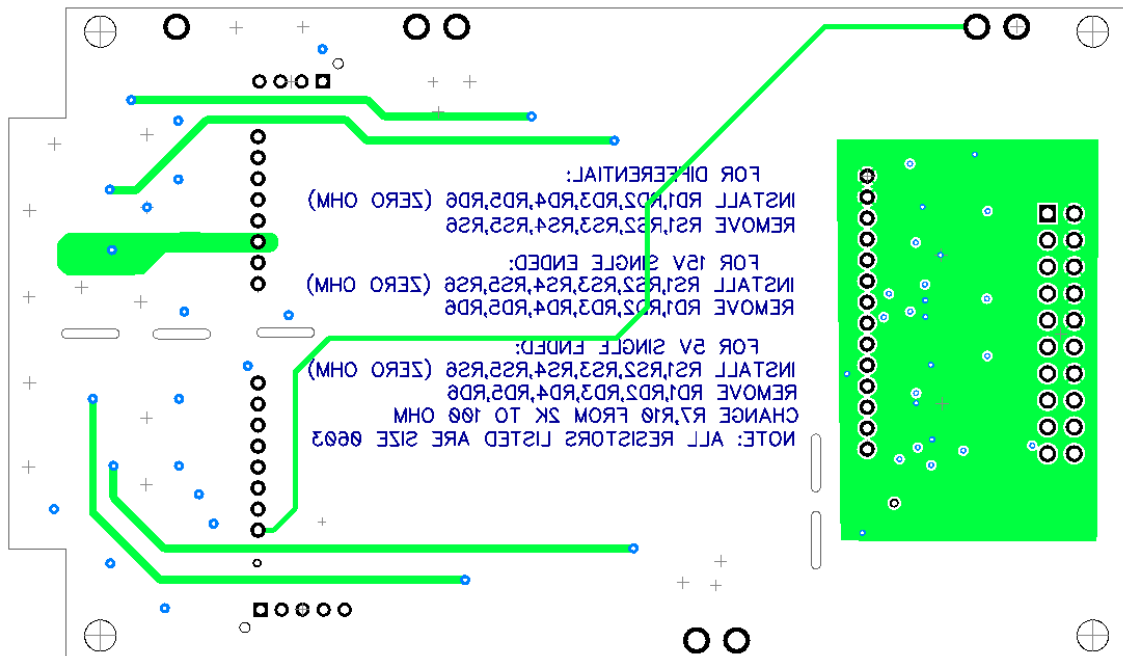 FOR DIFFERENTIAL:
INSTALL RD1,RD2,RD3,RD4,RD5,RD6 (ZERO OHM)
REMOVE RS1,RS2,RS3,RS4,RS5,RS6
FOR 15V SINGLE ENDED:
INSTALL RS1,RS2,RS3,RS4,RS5,RS6 (ZERO OHM)
REMOVE RD1,RD2,RD3,RD4,RD5,RD6
FOR 5V SINGLE ENDED:
INSTALL RS1,RS2,RS3,RS4,RS5,RS6 (ZERO OHM)
REMOVE RD1,RD2,RD3,RD4,RD5,RD6
CHANGE R7,R10 FROM 2K TO 100 OHM
NOTE: ALL RESISTORS LISTED ARE SIZE 0603